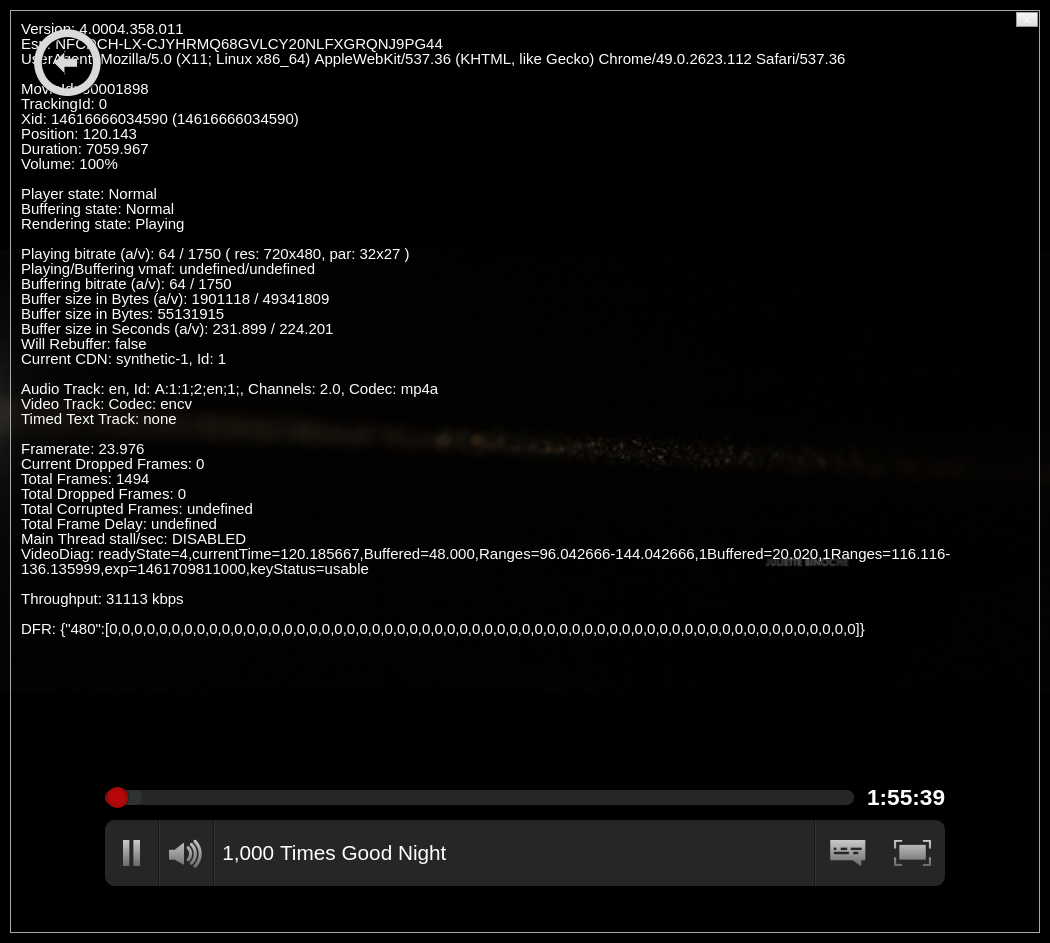 Version: 4.0004.358.011
Esn: NFCDCH-LX-CJYHRMQ68GVLCY20NLFXGRQNJ9PG44
UserAgent: Mozilla/5.0 (X11; Linux x86_64) AppleWebKit/537.36 (KHTML, like Gecko) Chrome/49.0.2623.112 Safari/537.36
MovieId: 80001898
TrackingId: 0
Xid: 14616666034590 (14616666034590)
Position: 120.143
Duration: 7059.967
Volume: 100%
Player state: Normal
Buffering state: Normal
Rendering state: Playing
Playing bitrate (a/v): 64 / 1750 ( res: 720x480, par: 32x27 )
Playing/Buffering vmaf: undefined/undefined
Buffering bitrate (a/v): 64 / 1750
Buffer size in Bytes (a/v): 1901118 / 49341809
Buffer size in Bytes: 55131915
Buffer size in Seconds (a/v): 231.899 / 224.201
Will Rebuffer: false
Current CDN: synthetic-1, Id: 1
Audio Track: en, Id: A:1:1;2;en;1;, Channels: 2.0, Codec: mp4a
Video Track: Codec: encv
Timed Text Track: none
Framerate: 23.976
Current Dropped Frames: 0
Total Frames: 1494
Total Dropped Frames: 0
Total Corrupted Frames: undefined
Total Frame Delay: undefined
Main Thread stall/sec: DISABLED
VideoDiag: readyState=4,currentTime=120.185667,Buffered=48.000,Ranges=96.042666-144.042666,1Buffered=20.020,1Ranges=116.116-
136.135999,exp=1461709811000,keyStatus=usable
JULIETTE BINOCHE
Throughput: 31113 kbps
DFR: {"480":[0,0,0,0,0,0,0,0,0,0,0,0,0,0,0,0,0,0,0,0,0,0,0,0,0,0,0,0,0,0,0,0,0,0,0,0,0,0,0,0,0,0,0,0,0,0,0,0,0,0,0,0,0,0,0,0,0,0,0,0]}
1:55:39
1,000 Times Good Night